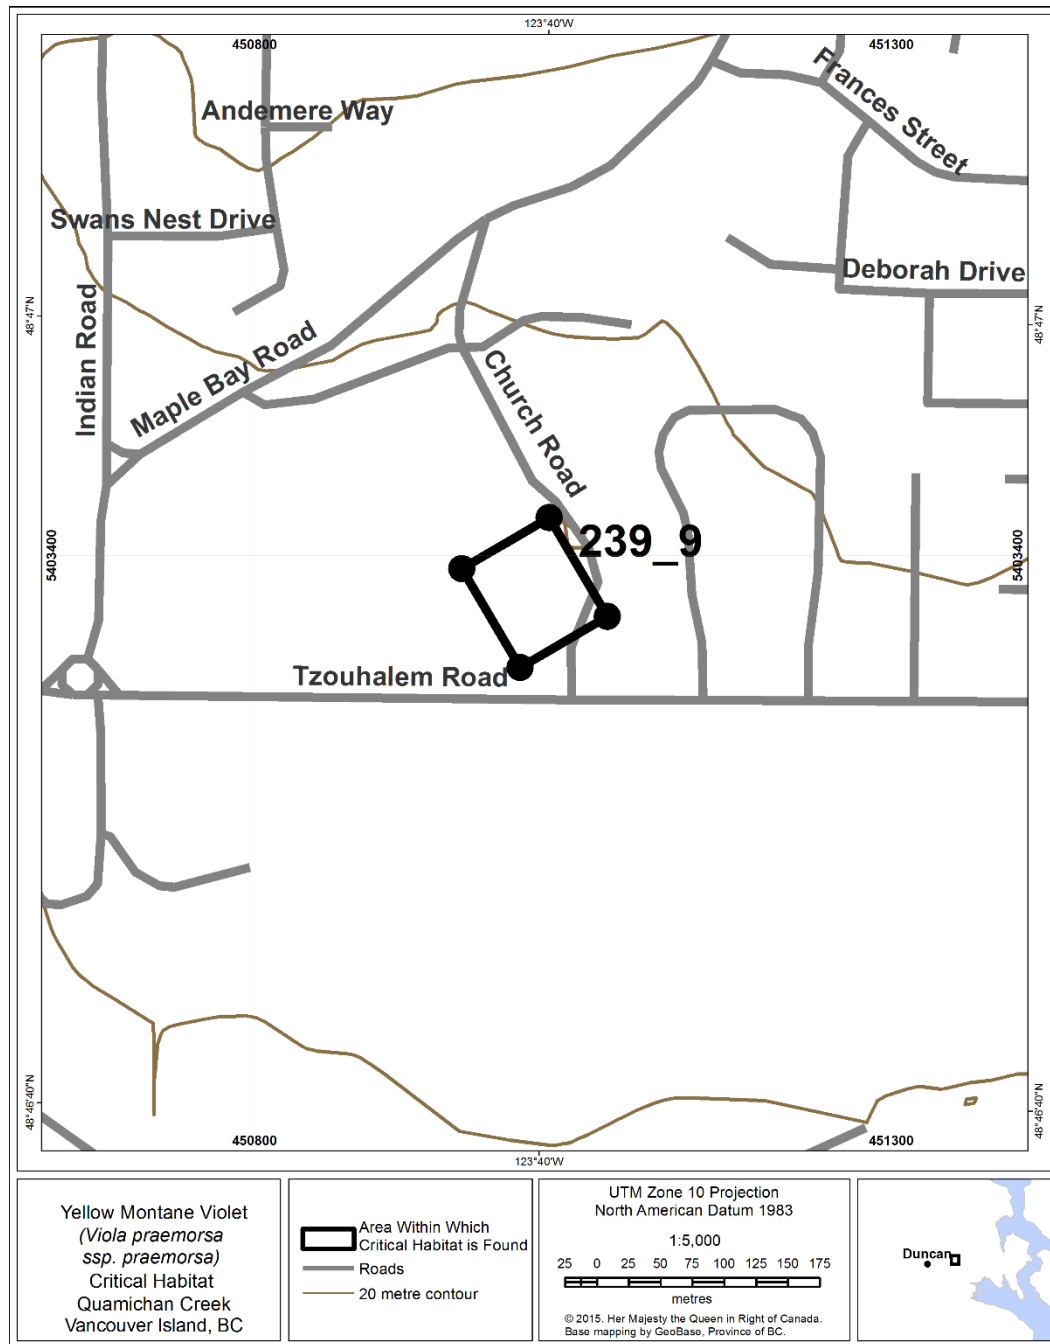 123°40'W
450800
451300
Frances Street
Andemere Way
Swans Nest Drive
Deborah Drive
48°47'N
48°47'N
Indian Road
Maple Bay Road
Church Road
5403400
239_9
5403400
Tzouhalem Road
48°46'40"N
48°46'40"N
450800
451300
123°40'W
Yellow Montane Violet
(Viola praemorsa
ssp. praemorsa)
Critical Habitat
Quamichan Creek
Vancouver Island, BC
Area Within Which
Critical Habitat is Found
Roads
20 metre contour
UTM Zone 10 Projection
North American Datum 1983
1:5,000
25 0 25 50 75 100 125 150 175
metres
© 2015. Her Majesty the Queen in Right of Canada.
Base mapping by GeoBase, Province of BC.
Duncan